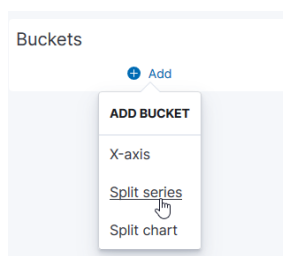 Buckets
Add
ADD BUCKET
X-axis
Split series
Split chart